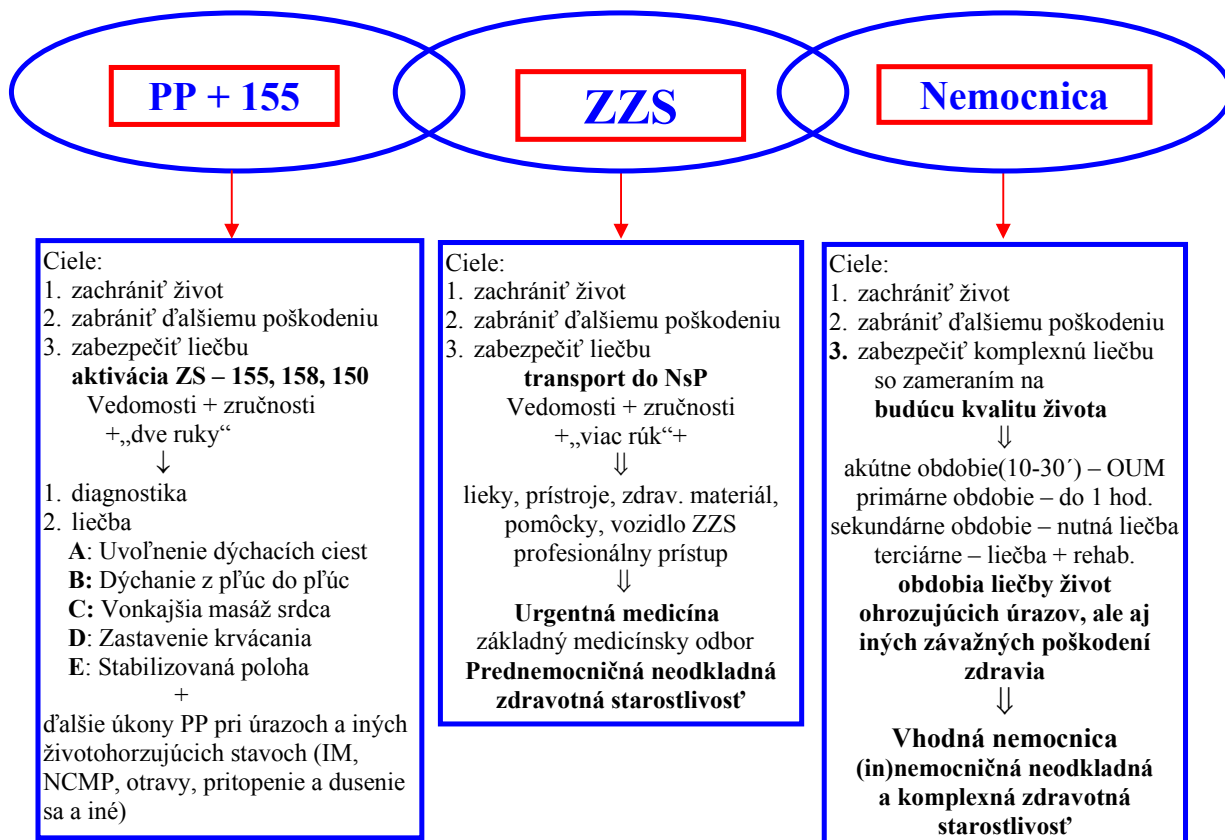 PP + 155
ZZS
Nemocnica
Ciele:
1. zachrániť život
2. zabrániť ďalšiemu poškodeniu
3. zabezpečiť liečbu
aktivácia ZS – 155, 158, 150
Vedomosti + zručnosti
+„dve ruky“
↓
1. diagnostika
2. liečba
A: Uvoľnenie dýchacích ciest
B: Dýchanie z pľúc do pľúc
C: Vonkajšia masáž srdca
D: Zastavenie krvácania
E: Stabilizovaná poloha
+
ďalšie úkony PP pri úrazoch a iných
životohorzujúcich stavoch (IM,
NCMP, otravy, pritopenie a dusenie
sa a iné)
Ciele:
1. zachrániť život
2. zabrániť ďalšiemu poškodeniu
3. zabezpečiť liečbu
transport do NsP
Vedomosti + zručnosti
+„viac rúk“+
⇓
lieky, prístroje, zdrav. materiál,
pomôcky, vozidlo ZZS
profesionálny prístup
⇓
Urgentná medicína
základný medicínsky odbor
Prednemocničná neodkladná
zdravotná starostlivosť
Ciele:
1. zachrániť život
2. zabrániť ďalšiemu poškodeniu
3. zabezpečiť komplexnú liečbu
so zameraním na
budúcu kvalitu života
⇓
akútne obdobie(10-30´) – OUM
primárne obdobie – do 1 hod.
sekundárne obdobie – nutná liečba
terciárne – liečba + rehab.
obdobia liečby život
ohrozujúcich úrazov, ale aj
iných závažných poškodení
zdravia
⇓
Vhodná nemocnica
(in)nemocničná neodkladná
a komplexná zdravotná
starostlivosť